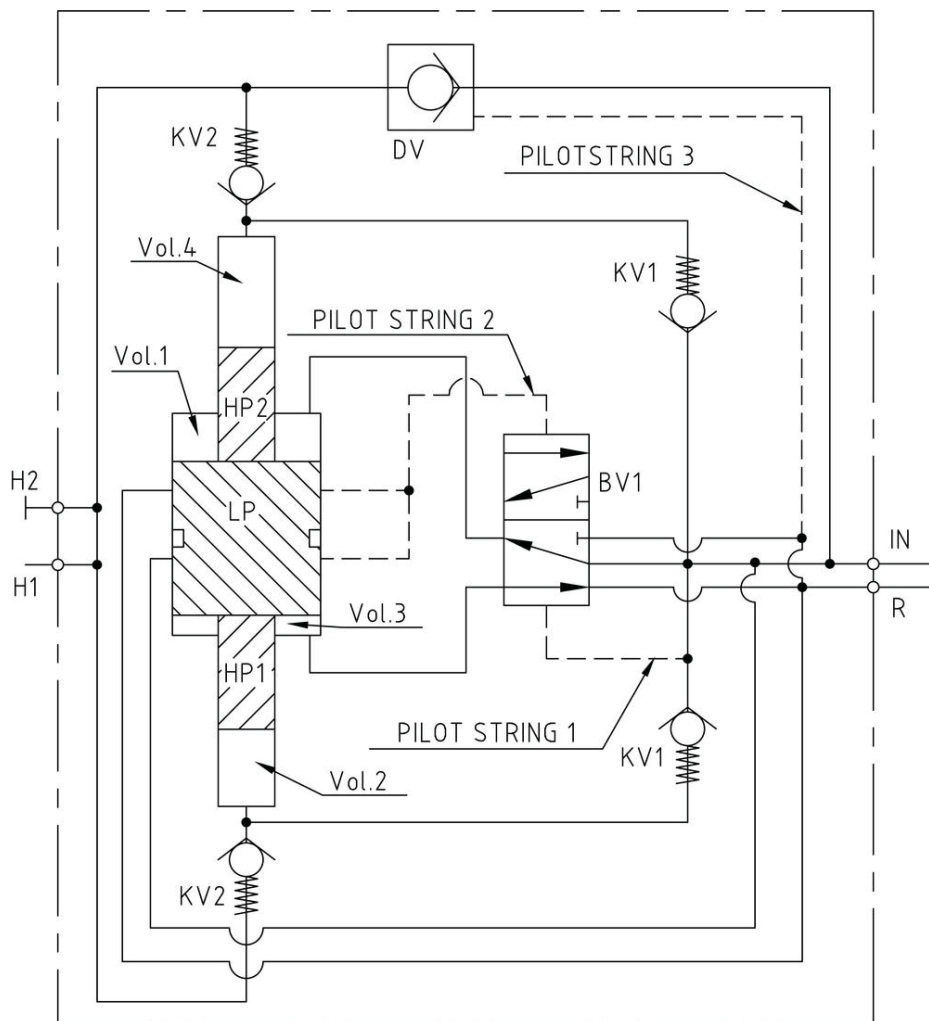 KV2
DV
PILOTSTRING 3
Vol.4
KV1
PILOT STRING 2
Vol.1
HP2
H2
LP
BV1
IN
H1
R
Vol.3
HP1
PILOT STRING 1
KV1
Vol.2
KV2